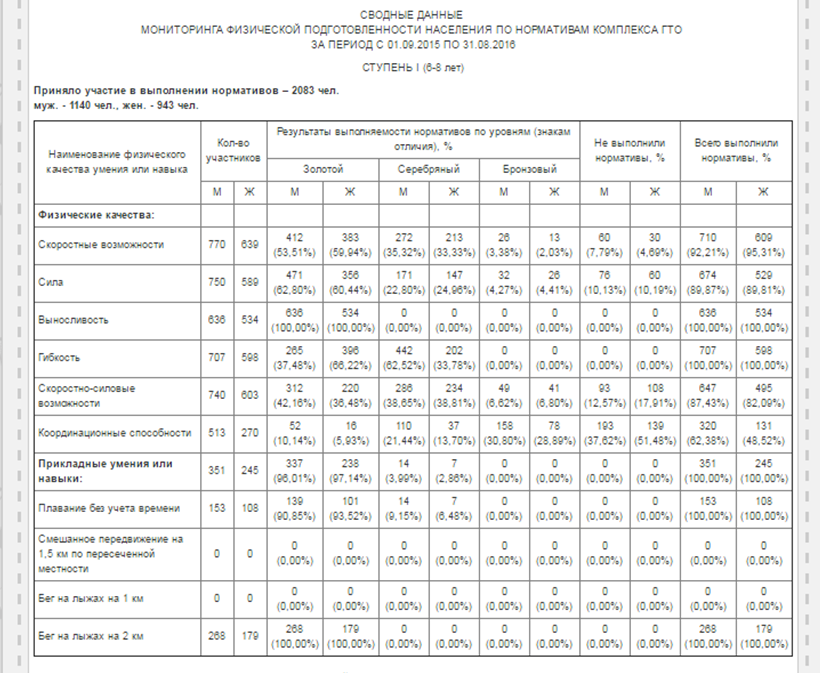 СВОДНЫЕ ДАННЫЕ
МОНИТОРИНГА ФИЗИЧЕСКОЙ ПОДГОТОВЛЕННОСТИ НАСЕЛЕНИЯ ПО НОРМАТИВАМ КОМПЛЕКСА ГТО
ЗА ПЕРИОД С 01.09.2015 ПО 31.08.2016
СТУПЕНЬ I (6-8 лет)
Приняло участие в выполнении нормативов – 2083 чел.
муж. - 1140 чел., жен. - 943 чел.
Наименование физического качества умения или навыка Кол-во участников Результаты выполняемости нормативов по уровням (знакам отличия), % Не выполнили нормативы, % Всего выполнили нормативы, %
Золотой Серебряный Бронзовый
М Ж М Ж М Ж М Ж М Ж М Ж
Физические качества:
Скоростные возможности 770 639 412 383 272 213 26 13 60 30 710 609
(53,51%) (59,94%) (35,32%) (33,33%) (3,38%) (2,03%) (7,79%) (4,69%) (92,21%) (95,31%)
Сила 750 589 471 356 171 147 32 26 76 60 674 529
(62,80%) (60,44%) (22,80%) (24,96%) (4,27%) (4,41%) (10,13%) (10,19%) (89,87%) (89,81%)
Выносливость 636 534 636 534 0 0 0 0 0 0 636 534
(100,00%) (100,00%) (0,00%) (0,00%) (0,00%) (0,00%) (0,00%) (0,00%) (100,00%) (100,00%)
Гибкость 707 598 265 396 442 202 0 0 0 0 707 598
(37,48%) (66,22%) (62,52%) (33,78%) (0,00%) (0,00%) (0,00%) (0,00%) (100,00%) (100,00%)
Скоростно-силовые возможности 740 603 312 220 286 234 49 41 93 108 647 495
(42,16%) (36,48%) (38,65%) (38,81%) (6,62%) (6,80%) (12,57%) (17,91%) (87,43%) (82,09%)
Координационные способности 513 270 52 16 110 37 158 78 193 139 320 131
(10,14%) (5,93%) (21,44%) (13,70%) (30,80%) (28,89%) (37,62%) (51,48%) (62,38%) (48,52%)
Прикладные умения или навыки: 351 245 337 238 14 7 0 0 0 0 351 245
(96,01%) (97,14%) (3,99%) (2,86%) (0,00%) (0,00%) (0,00%) (0,00%) (100,00%) (100,00%)
Плавание без учета времени 153 108 139 101 14 7 0 0 0 0 153 108
(90,85%) (93,52%) (9,15%) (6,48%) (0,00%) (0,00%) (0,00%) (0,00%) (100,00%) (100,00%)
Смешанное передвижение на 1,5 км по пересеченной местности 0 0 0 0 0 0 0 0 0 0 0 0
(0,00%) (0,00%) (0,00%) (0,00%) (0,00%) (0,00%) (0,00%) (0,00%) (0,00%) (0,00%)
Бег на лыжах на 1 км 0 0 0 0 0 0 0 0 0 0 0 0
(0,00%) (0,00%) (0,00%) (0,00%) (0,00%) (0,00%) (0,00%) (0,00%) (0,00%) (0,00%)
Бег на лыжах на 2 км 268 179 268 179 0 0 0 0 0 0 268 179
(100,00%) (100,00%) (0,00%) (0,00%) (0,00%) (0,00%) (0,00%) (0,00%) (100,00%) (100,00%)